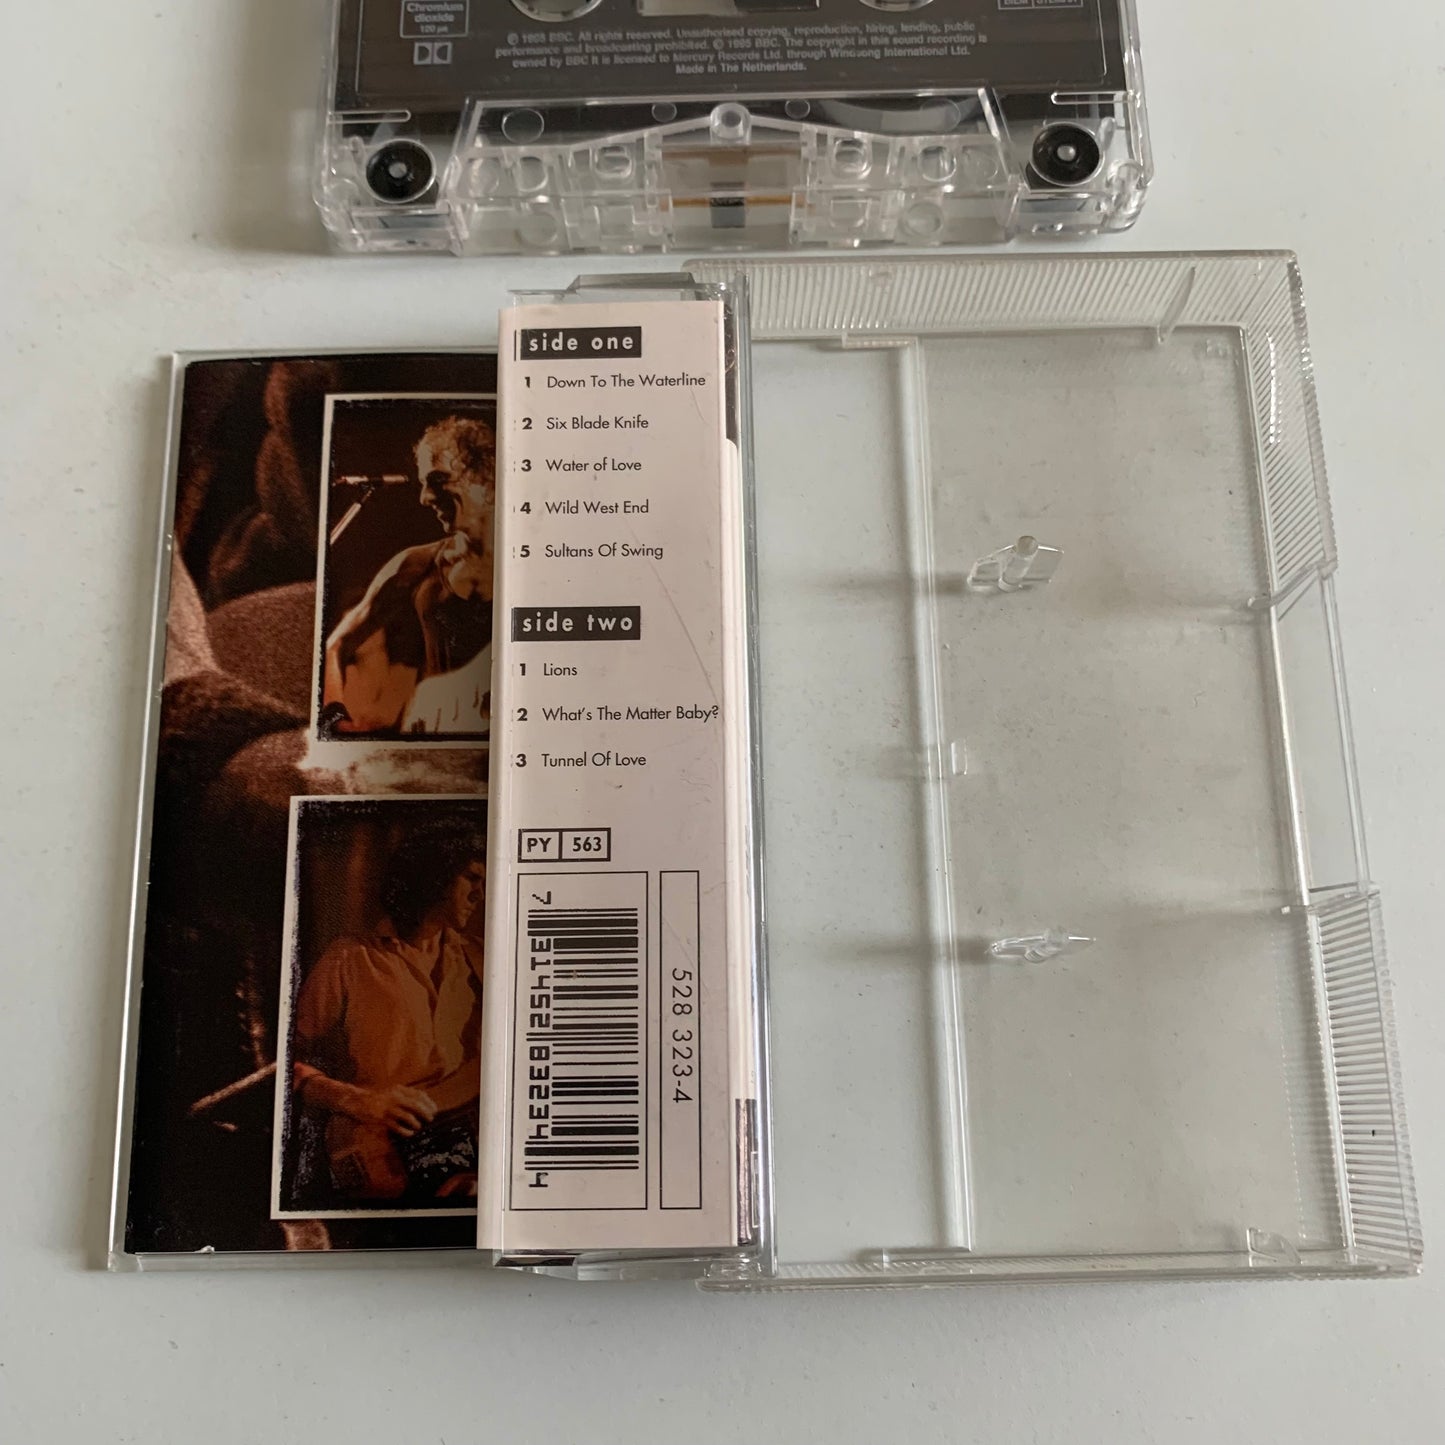 Chromium
dioxide
120 µs
℗ 1995 BBC. All rights reserved. Unauthorised copying, reproduction, hiring, lending, public
performance and broadcasting prohibited. © 1995 BBC. The copyright in this sound recording is
owned by BBC It is licensed to Mercury Records Ltd. through Windsong International Ltd.
Made in The Netherlands.
side one
1 Down To The Waterline
2 Six Blade Knife
3 Water of Love
4 Wild West End
5 Sultans Of Swing
side two
1 Lions
2 What's The Matter Baby?
3 Tunnel Of Love
PY 563
7 31452 83234 4
528 323-4